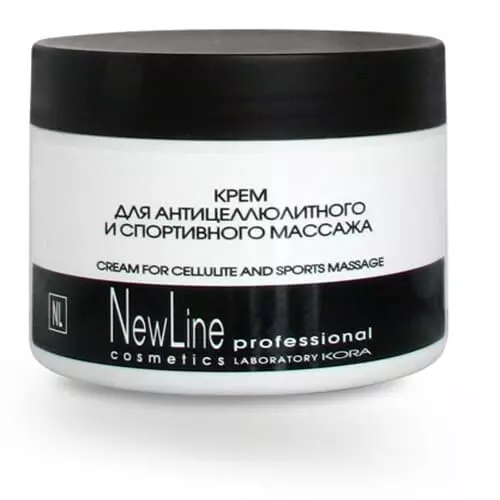 КРЕМ
ДЛЯ АНТИЦЕЛЛЮЛИТНОГО
И СПОРТИВНОГО МАССАЖА
CREAM FOR CELLULITE AND SPORTS MASSAGE
NL
NewLine professional
cosmetics LABORATORY KORA